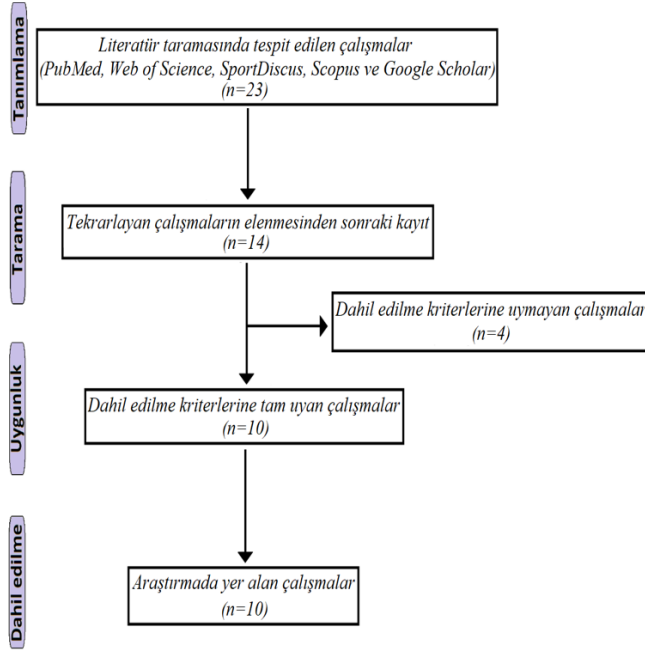 Tanımlama
Literatür taramasında tespit edilen çalışmalar
(PubMed, Web of Science, SportDiscus, Scopus ve Google Scholar)
(n=23)
Tarama
Tekrarlayan çalışmaların elenmesinden sonraki kayıt
(n=14)
Dahil edilme kriterlerine uymayan çalışmalar
(n=4)
Uygunluk
Dahil edilme kriterlerine tam uyan çalışmalar
(n=10)
Dahil edilme
Araştırmada yer alan çalışmalar
(n=10)